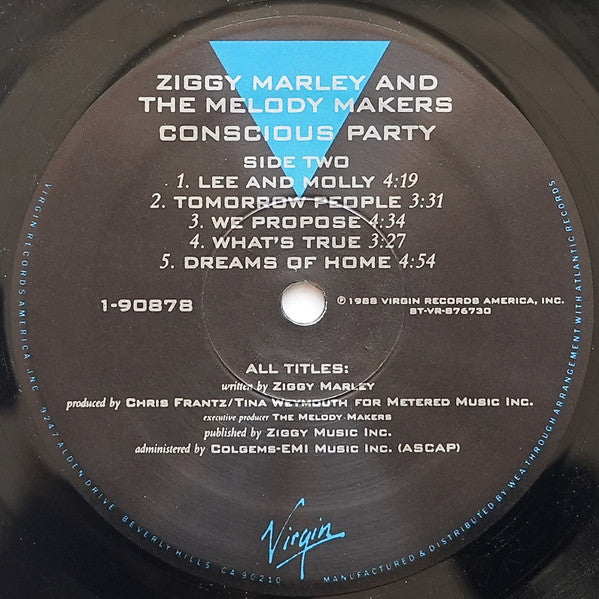 ZIGGY MARLEY AND
THE MELODY MAKERS
CONSCIOUS PARTY
SIDE TWO
1. LEE AND MOLLY 4:19
2. TOMORROW PEOPLE 3:31
3. WE PROPOSE 4:34
4. WHAT'S TRUE 3:27
5. DREAMS OF HOME 4:54
1-90878
℗ 1988 VIRGIN RECORDS AMERICA, INC.
ST-VR-876730
ALL TITLES:
written by ZIGGY MARLEY
produced by CHRIS FRANTZ/TINA WEYMOUTH FOR METERED MUSIC INC.
executive producer THE MELODY MAKERS
published by ZIGGY MUSIC INC.
administered by COLGEMS-EMI MUSIC INC. (ASCAP)
Virgin
VIRGIN RECORDS AMERICA, INC. 9247 ALDEN DRIVE, BEVERLY HILLS, CA 90210
MANUFACTURED & DISTRIBUTED BY WEA THROUGH ARRANGEMENT WITH ATLANTIC RECORDS